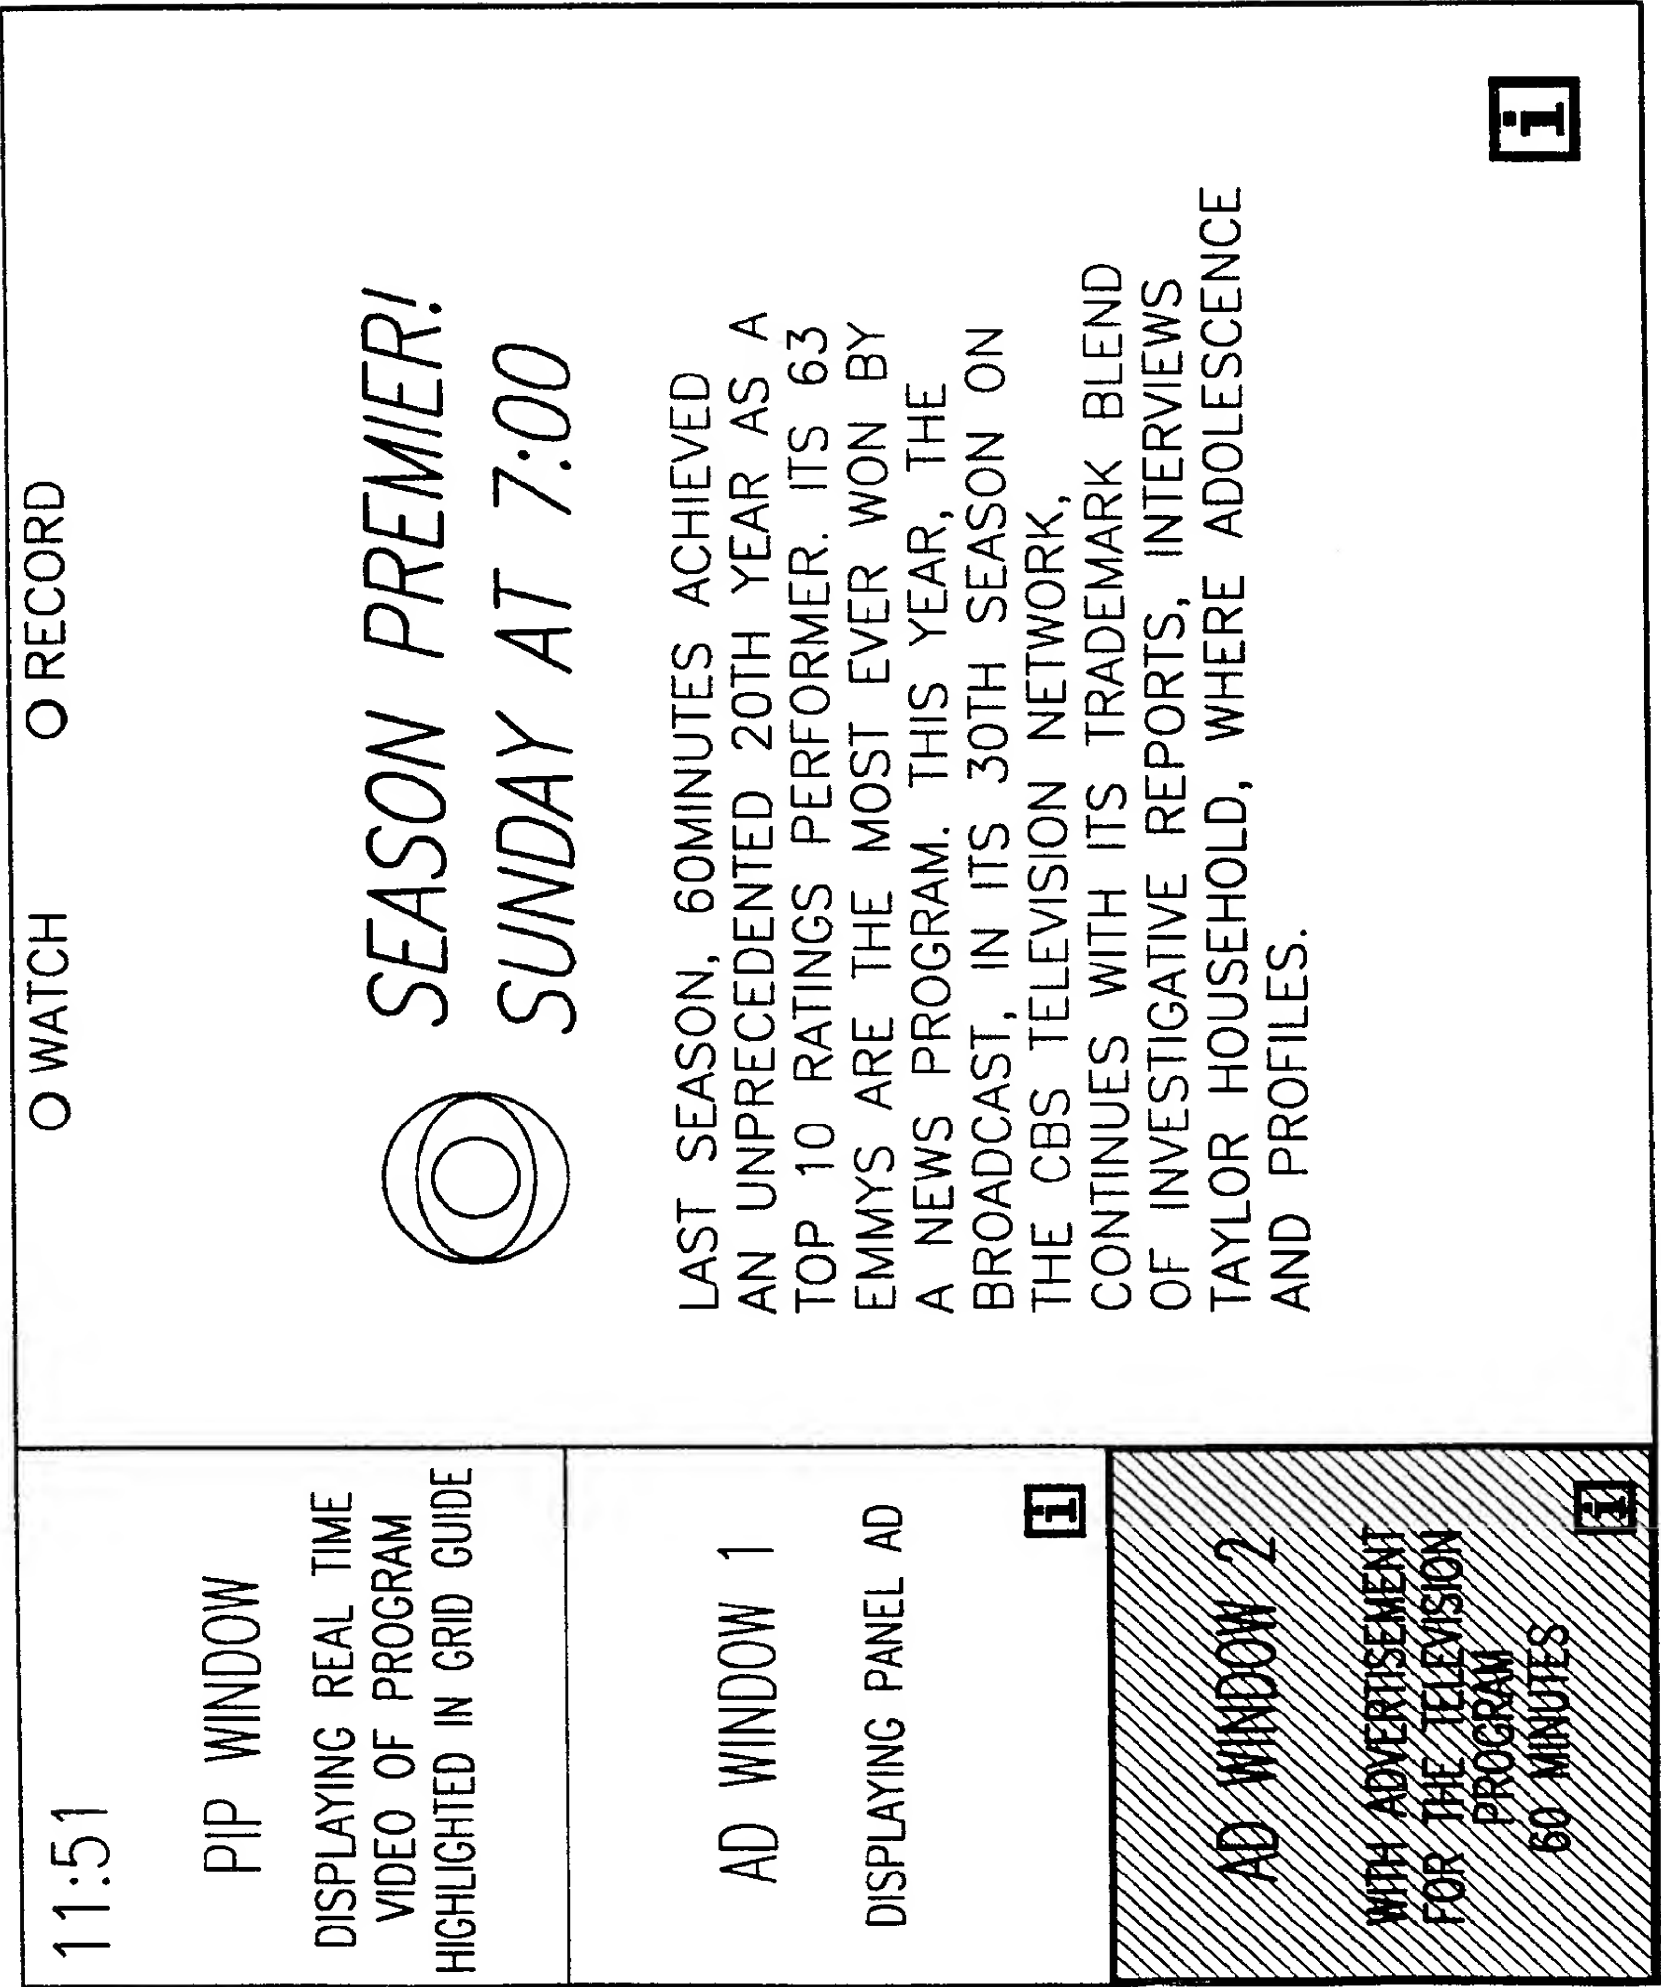 11:51
PIP WINDOW
DISPLAYING REAL TIME
VIDEO OF PROGRAM
HIGHLIGHTED IN GRID GUIDE
AD WINDOW 1
DISPLAYING PANEL AD
i
AD WINDOW 2
WITH ADVERTISEMENT
FOR THE TELEVISION
PROGRAM
60 MINUTES
i
O WATCH O RECORD
SEASON PREMIER!
SUNDAY AT 7:00
LAST SEASON, 60MINUTES ACHIEVED
AN UNPRECEDENTED 20TH YEAR AS A
TOP 10 RATINGS PERFORMER. ITS 63
EMMYS ARE THE MOST EVER WON BY
A NEWS PROGRAM. THIS YEAR, THE
BROADCAST, IN ITS 30TH SEASON ON
THE CBS TELEVISION NETWORK,
CONTINUES WITH ITS TRADEMARK BLEND
OF INVESTIGATIVE REPORTS, INTERVIEWS
TAYLOR HOUSEHOLD, WHERE ADOLESCENCE
AND PROFILES.
i